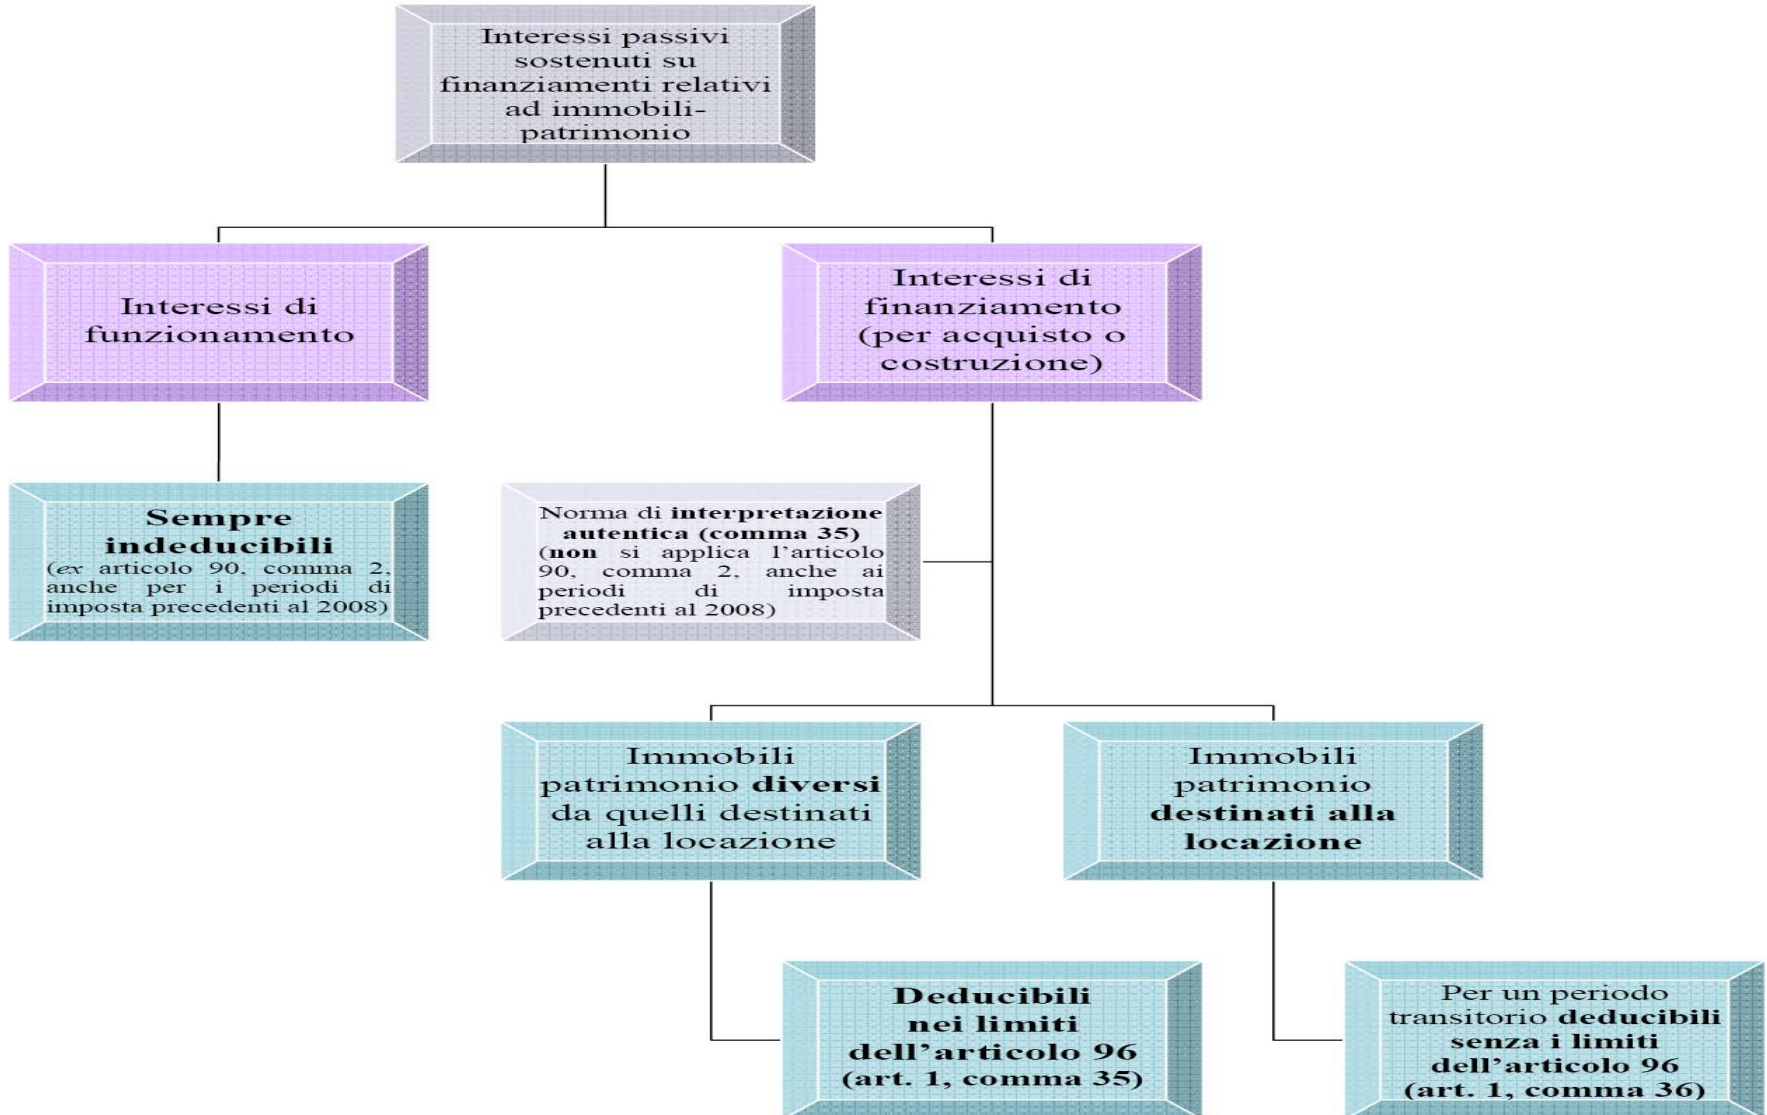 Interessi passivi
sostenuti su
finanziamenti relativi
ad immobili-
patrimonio
Interessi di
funzionamento
Interessi di
finanziamento
(per acquisto o
costruzione)
Sempre
indeducibili
(ex articolo 90, comma 2,
anche per i periodi di
imposta precedenti al 2008)
Norma di interpretazione
autentica (comma 35)
(non si applica l'articolo
90, comma 2, anche ai
periodi di imposta
precedenti al 2008)
Immobili
patrimonio diversi
da quelli destinati
alla locazione
Immobili
patrimonio
destinati alla
locazione
Deducibili
nei limiti
dell'articolo 96
(art. 1, comma 35)
Per un periodo
transitorio deducibili
senza i limiti
dell'articolo 96
(art. 1, comma 36)